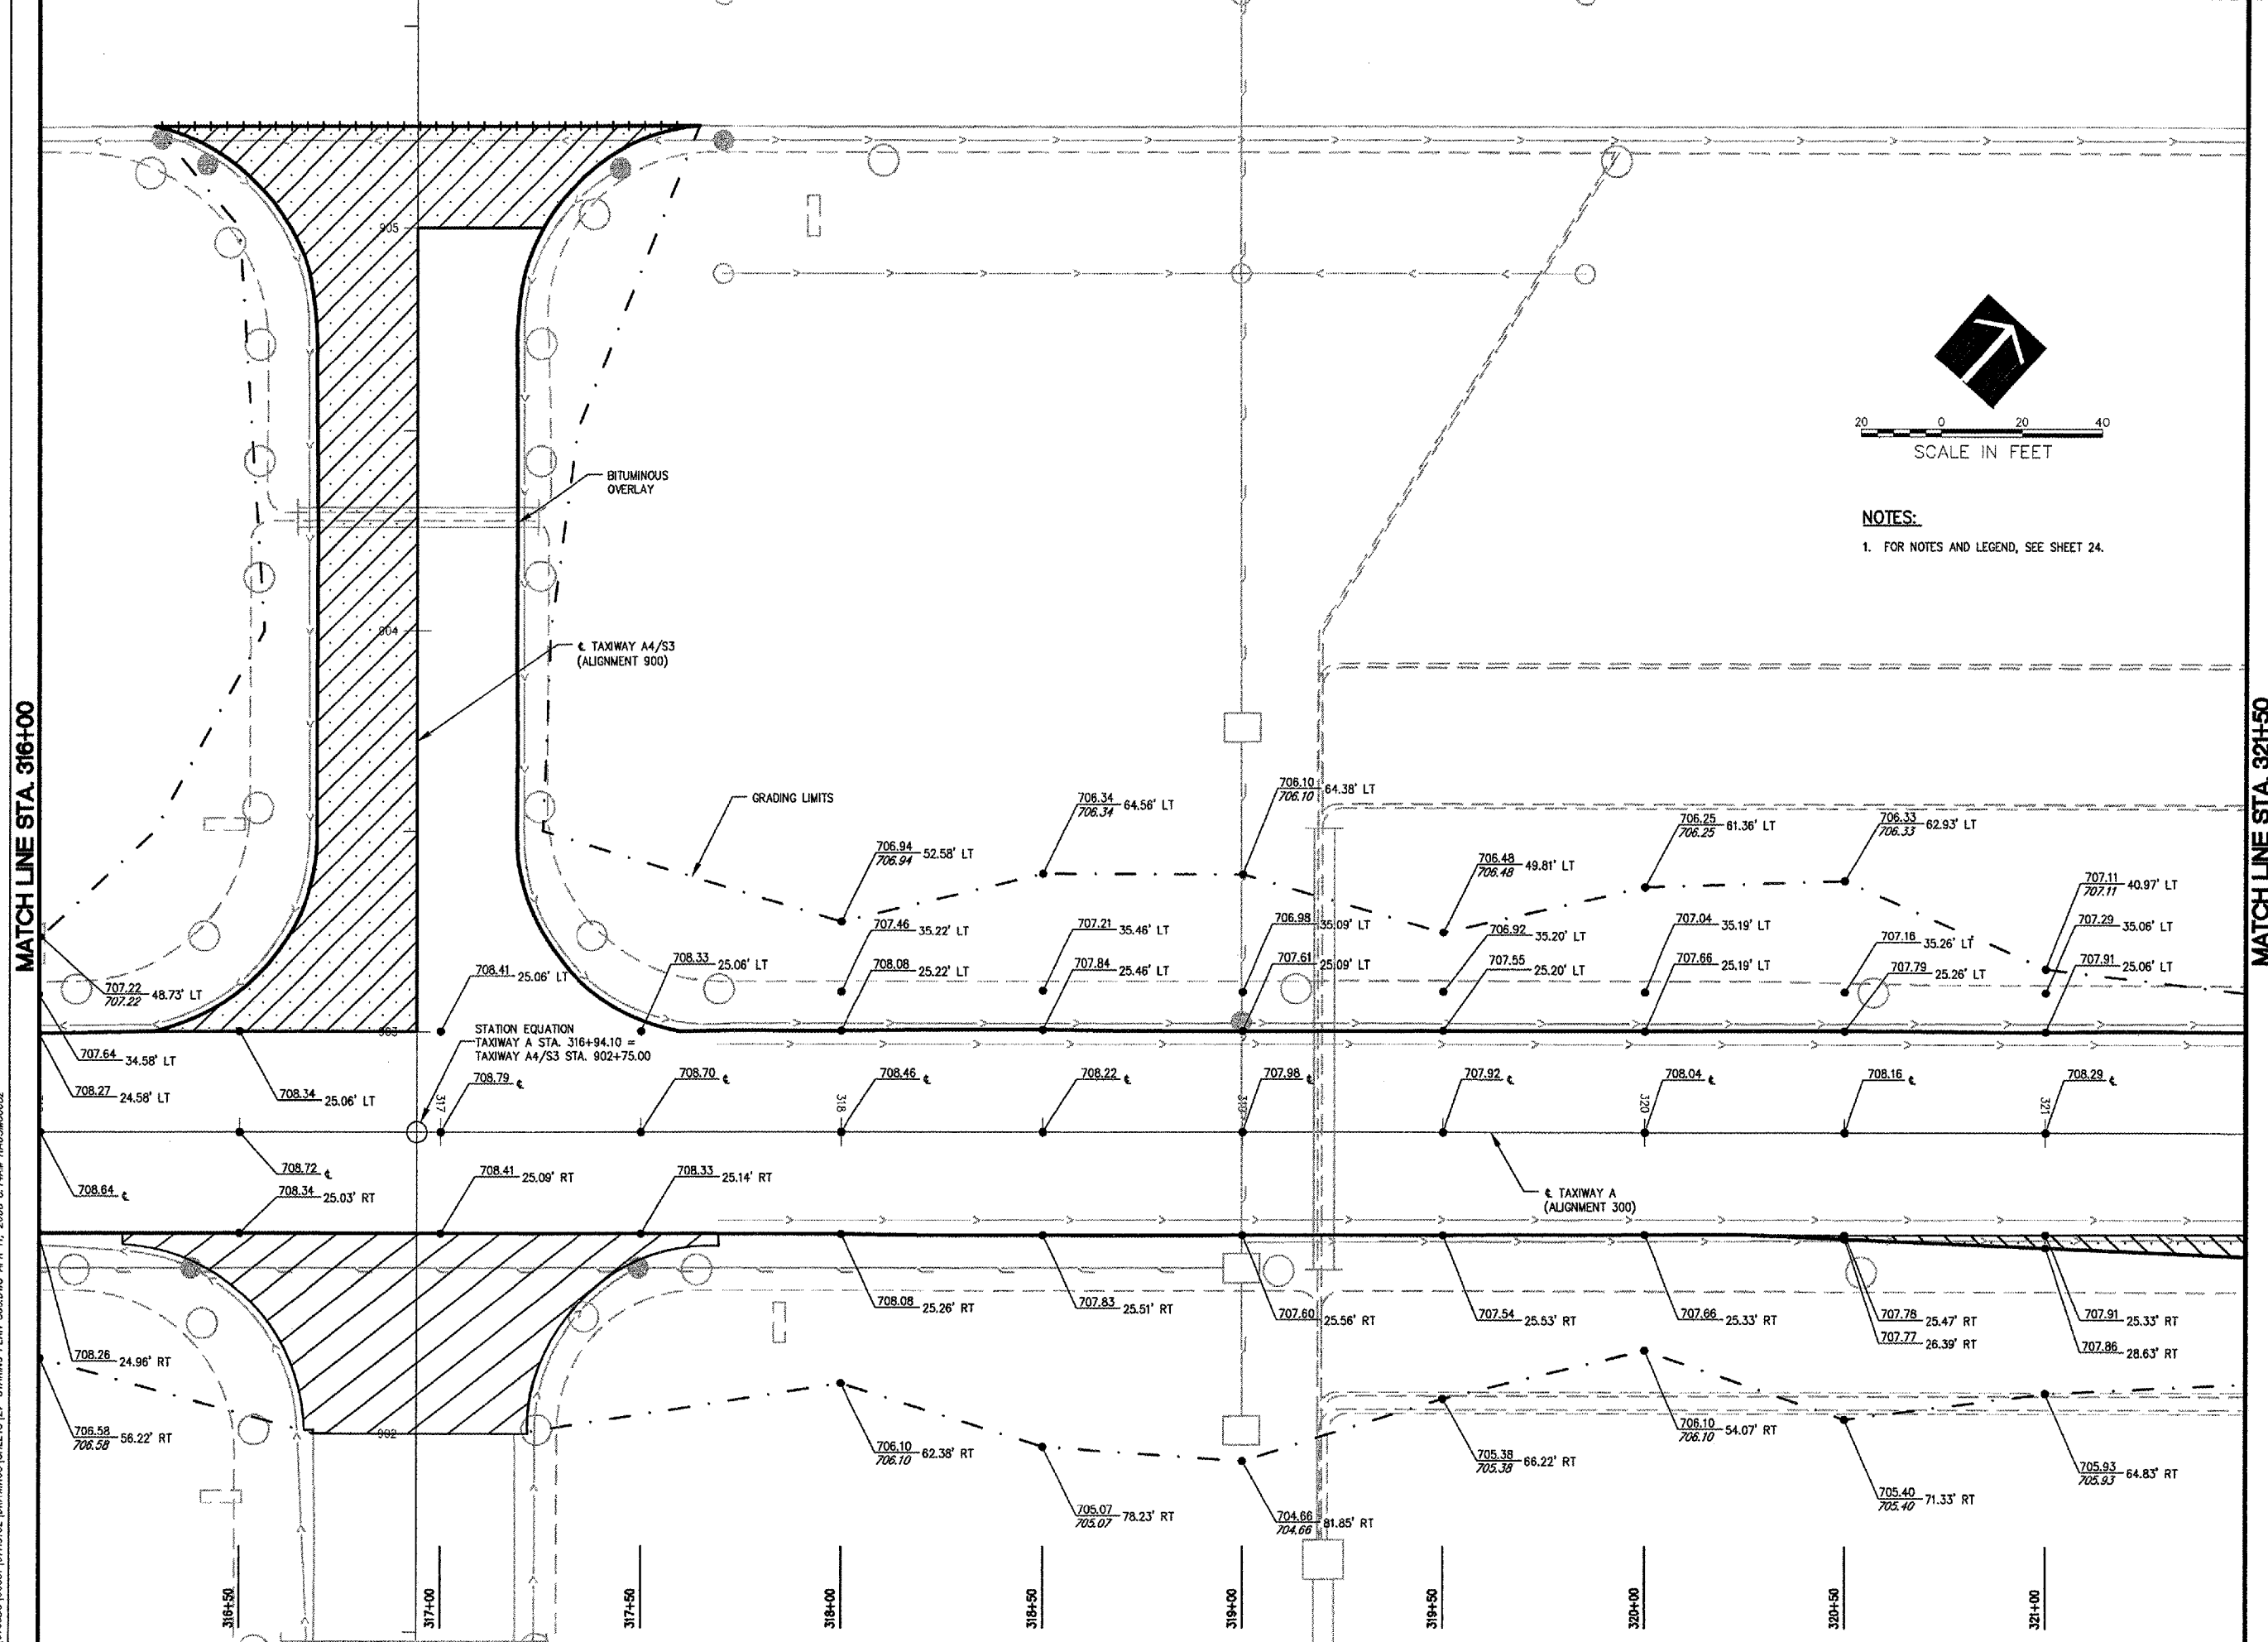 MATCH LINE STA. 316+00
MATCH LINE STA. 321+50
905
904
903
902
20 0 20 40
SCALE IN FEET
NOTES:
1. FOR NOTES AND LEGEND, SEE SHEET 24.
BITUMINOUS
OVERLAY
℄ TAXIWAY A4/S3
(ALIGNMENT 900)
GRADING LIMITS
706.94
706.94 52.58' LT
706.34
706.34 64.56' LT
706.10
706.10 64.38' LT
706.48
706.48 49.81' LT
706.25
706.25 61.36' LT
706.33
706.33 62.93' LT
707.11
707.11 40.97' LT
707.46 35.22' LT
707.21 35.46' LT
706.98 35.09' LT
706.92 35.20' LT
707.04 35.19' LT
707.16 35.26' LT
707.29 35.06' LT
707.22
707.22 48.73' LT
708.41 25.06' LT
708.33 25.06' LT
708.08 25.22' LT
707.84 25.46' LT
707.61 25.09' LT
707.55 25.20' LT
707.66 25.19' LT
707.79 25.26' LT
707.91 25.06' LT
STATION EQUATION
TAXIWAY A STA. 316+94.10 =
TAXIWAY A4/S3 STA. 902+75.00
707.64 34.58' LT
708.27 24.58' LT
708.34 25.06' LT
708.79 ℄
708.70 ℄
708.46 ℄
708.22 ℄
707.98 ℄
707.92 ℄
708.04 ℄
708.16 ℄
708.29 ℄
317
318
319
320
321
708.64 ℄
708.72 ℄
708.34 25.03' RT
708.41 25.09' RT
708.33 25.14' RT
℄ TAXIWAY A
(ALIGNMENT 300)
708.26 24.96' RT
708.08 25.26' RT
707.83 25.51' RT
707.60 25.56' RT
707.54 25.53' RT
707.66 25.33' RT
707.78 25.47' RT
707.77 26.39' RT
707.91 25.33' RT
707.86 28.63' RT
706.58
706.58 56.22' RT
706.10
706.10 62.38' RT
705.07
705.07 78.23' RT
704.66
704.66 81.85' RT
705.38
705.38 66.22' RT
706.10
706.10 54.07' RT
705.40
705.40 71.33' RT
705.93
705.93 64.83' RT
316+50
317+00
317+50
318+00
318+50
319+00
319+50
320+00
320+50
321+00